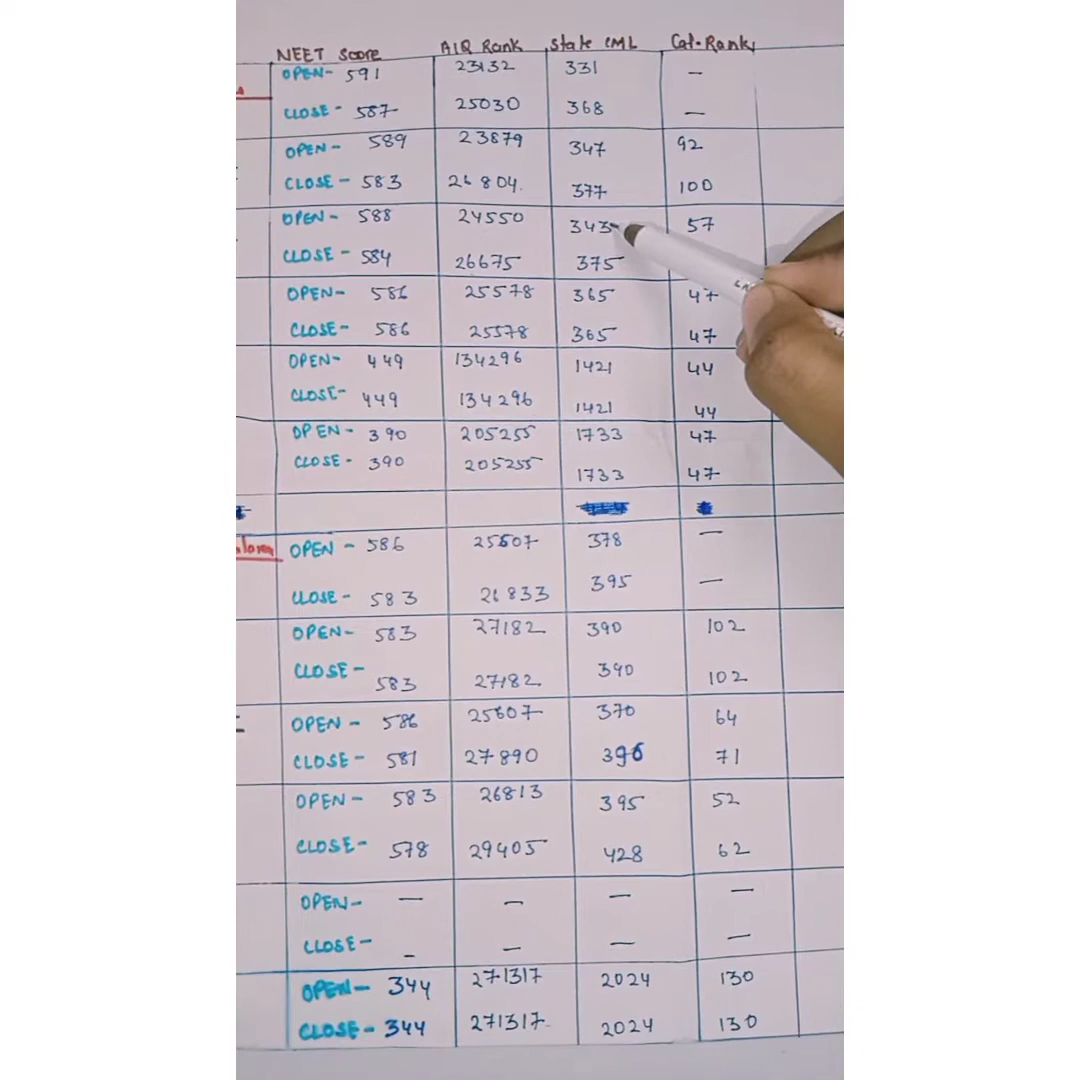 NEET Score AIQ Rank State CML Cat. Rank
OPEN- 591 23132 331 —
CLOSE- 587 25030 368 —
OPEN- 589 23879 347 92
CLOSE- 583 26804. 377 100
OPEN- 588 24550 343 57
CLOSE- 584 26675 375
OPEN- 586 25578 365 47
CLOSE- 586 25578 365 47
OPEN- 449 134296 1421 44
CLOSE- 449 134296 1421 44
OPEN- 390 205255 1733 47
CLOSE- 390 205255 1733 47
OPEN- 586 25607 378 —
CLOSE- 583 26833 395 —
OPEN- 583 27182 390 102
CLOSE- 583 27182 390 102
OPEN- 586 25607 370 64
CLOSE- 581 27890 396 71
OPEN- 583 26813 395 52
CLOSE- 578 29405 428 62
OPEN- — — — —
CLOSE- — — — —
OPEN- 344 271317 2024 130
CLOSE- 344 271317 2024 130